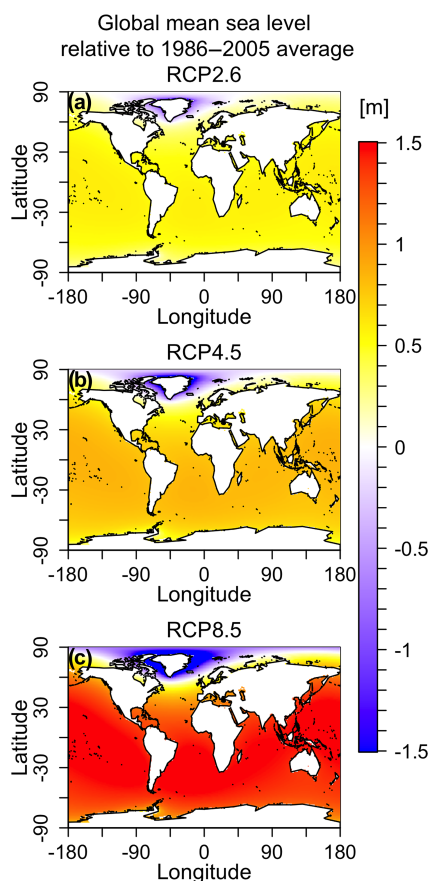 Global mean sea level
relative to 1986–2005 average
RCP2.6
(a)
90
30
-30
-90
Latitude
-180 -90 0 90 180
Longitude
[m]
1.5
1
0.5
0
-0.5
-1
-1.5
RCP4.5
(b)
90
30
-30
-90
Latitude
-180 -90 0 90 180
Longitude
RCP8.5
(c)
90
30
-30
-90
Latitude
-180 -90 0 90 180
Longitude